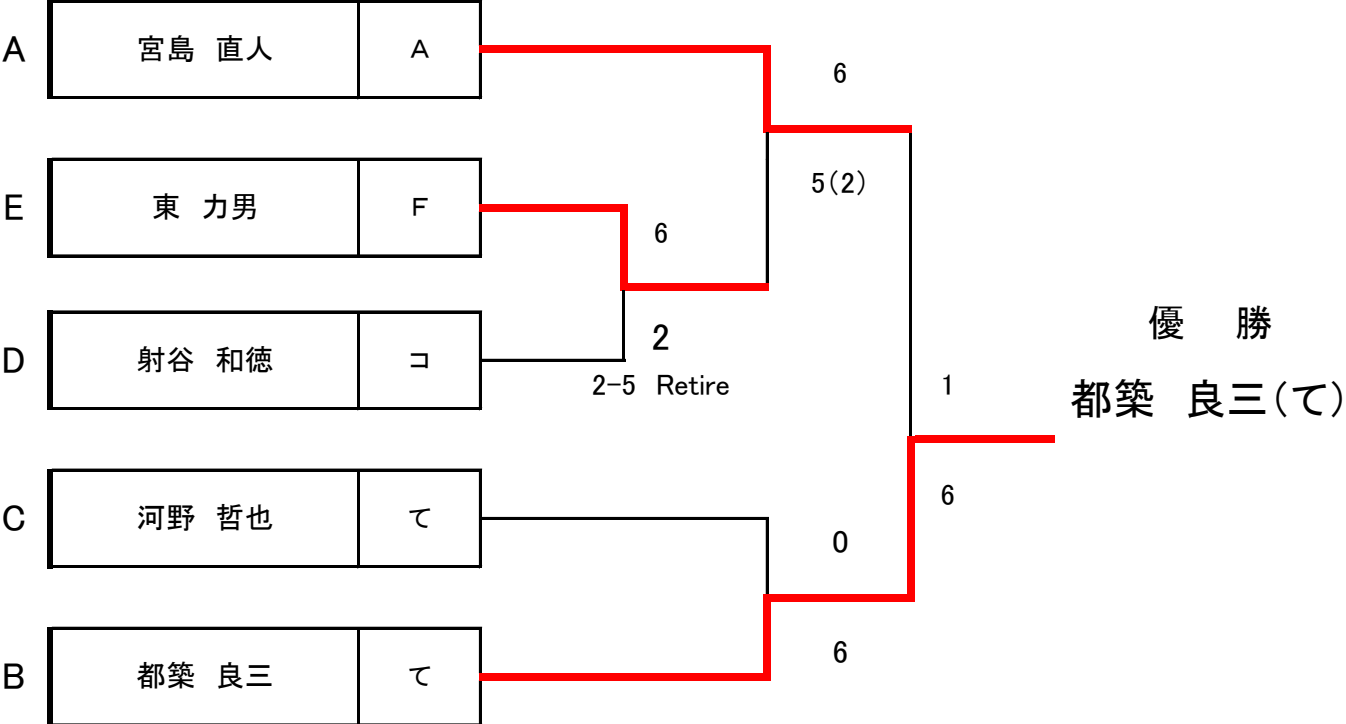 A 宮島 直人 A
6
5(2)
E 東 力男 F
6
D 射谷 和徳 コ
2
2-5 Retire
優 勝
都築 良三(て)
1
6
C 河野 哲也 て
0
6
B 都築 良三 て